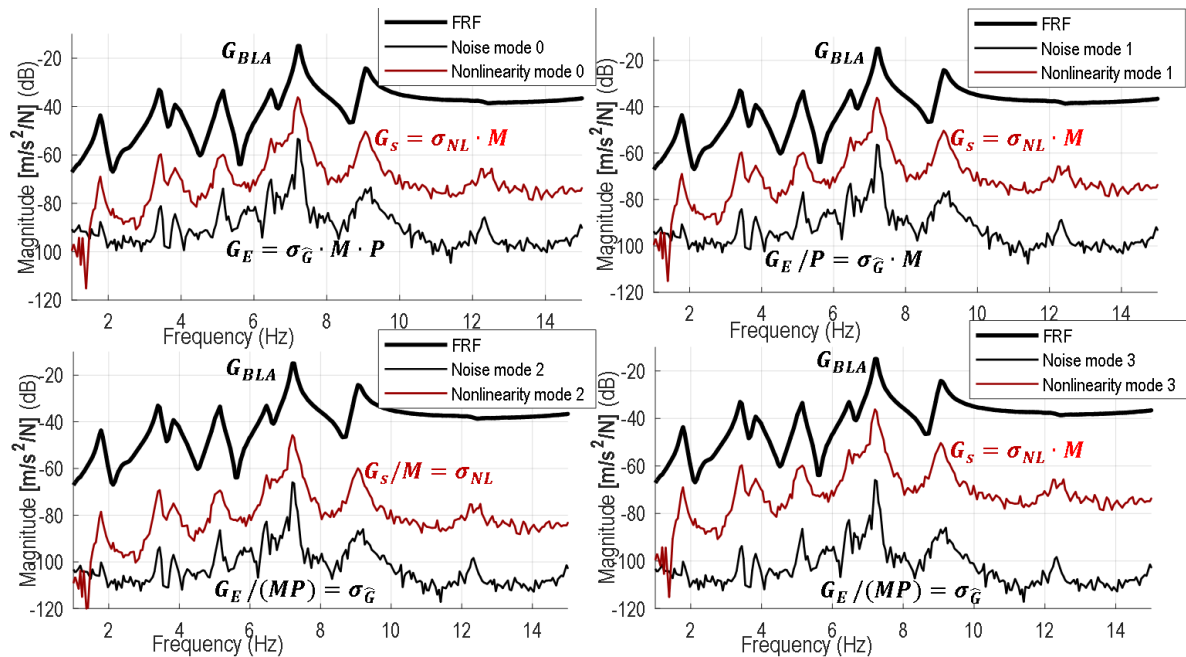 FRF
Noise mode 0
Nonlinearity mode 0
G_BLA
G_s = σ_NL · M
G_E = σ_Ĝ · M · P
Magnitude [m/s²/N] (dB)
-20
-40
-60
-80
-100
-120
2 4 6 8 10 12 14
Frequency (Hz)
FRF
Noise mode 1
Nonlinearity mode 1
G_BLA
G_s = σ_NL · M
G_E/P = σ_Ĝ · M
Magnitude [m/s²/N] (dB)
-20
-40
-60
-80
-100
-120
2 4 6 8 10 12 14
Frequency (Hz)
FRF
Noise mode 2
Nonlinearity mode 2
G_BLA
G_s/M = σ_NL
G_E/(MP) = σ_Ĝ
Magnitude [m/s²/N] (dB)
-20
-40
-60
-80
-100
-120
2 4 6 8 10 12 14
Frequency (Hz)
FRF
Noise mode 3
Nonlinearity mode 3
G_BLA
G_s = σ_NL · M
G_E/(MP) = σ_Ĝ
Magnitude [m/s²/N] (dB)
-20
-40
-60
-80
-100
-120
2 4 6 8 10 12 14
Frequency (Hz)